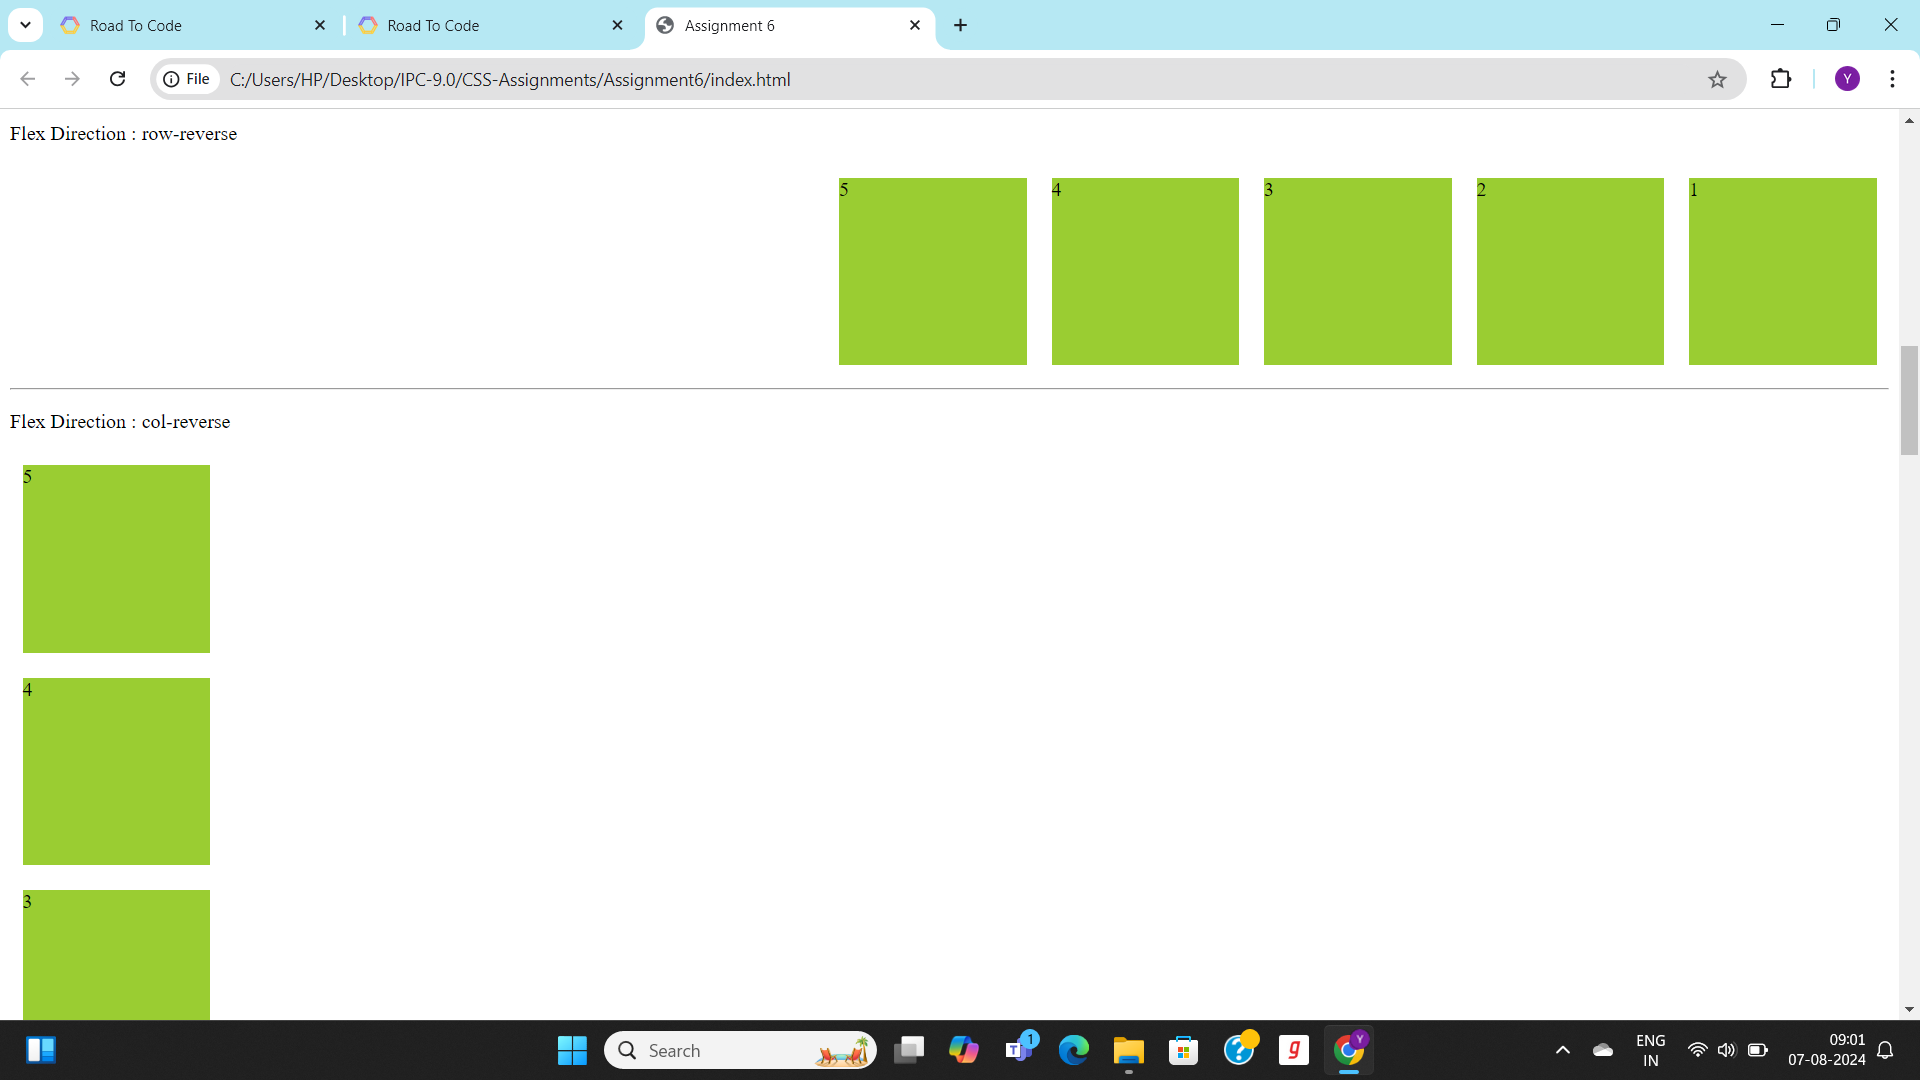 Road To Code
Road To Code
Assignment 6
File
C:/Users/HP/Desktop/IPC-9.0/CSS-Assignments/Assignment6/index.html
Y
Flex Direction : row-reverse
5 4 3 2 1
Flex Direction : col-reverse
5
4
3
Search
T
1
?
g
Y
ENG
IN
09:01
07-08-2024